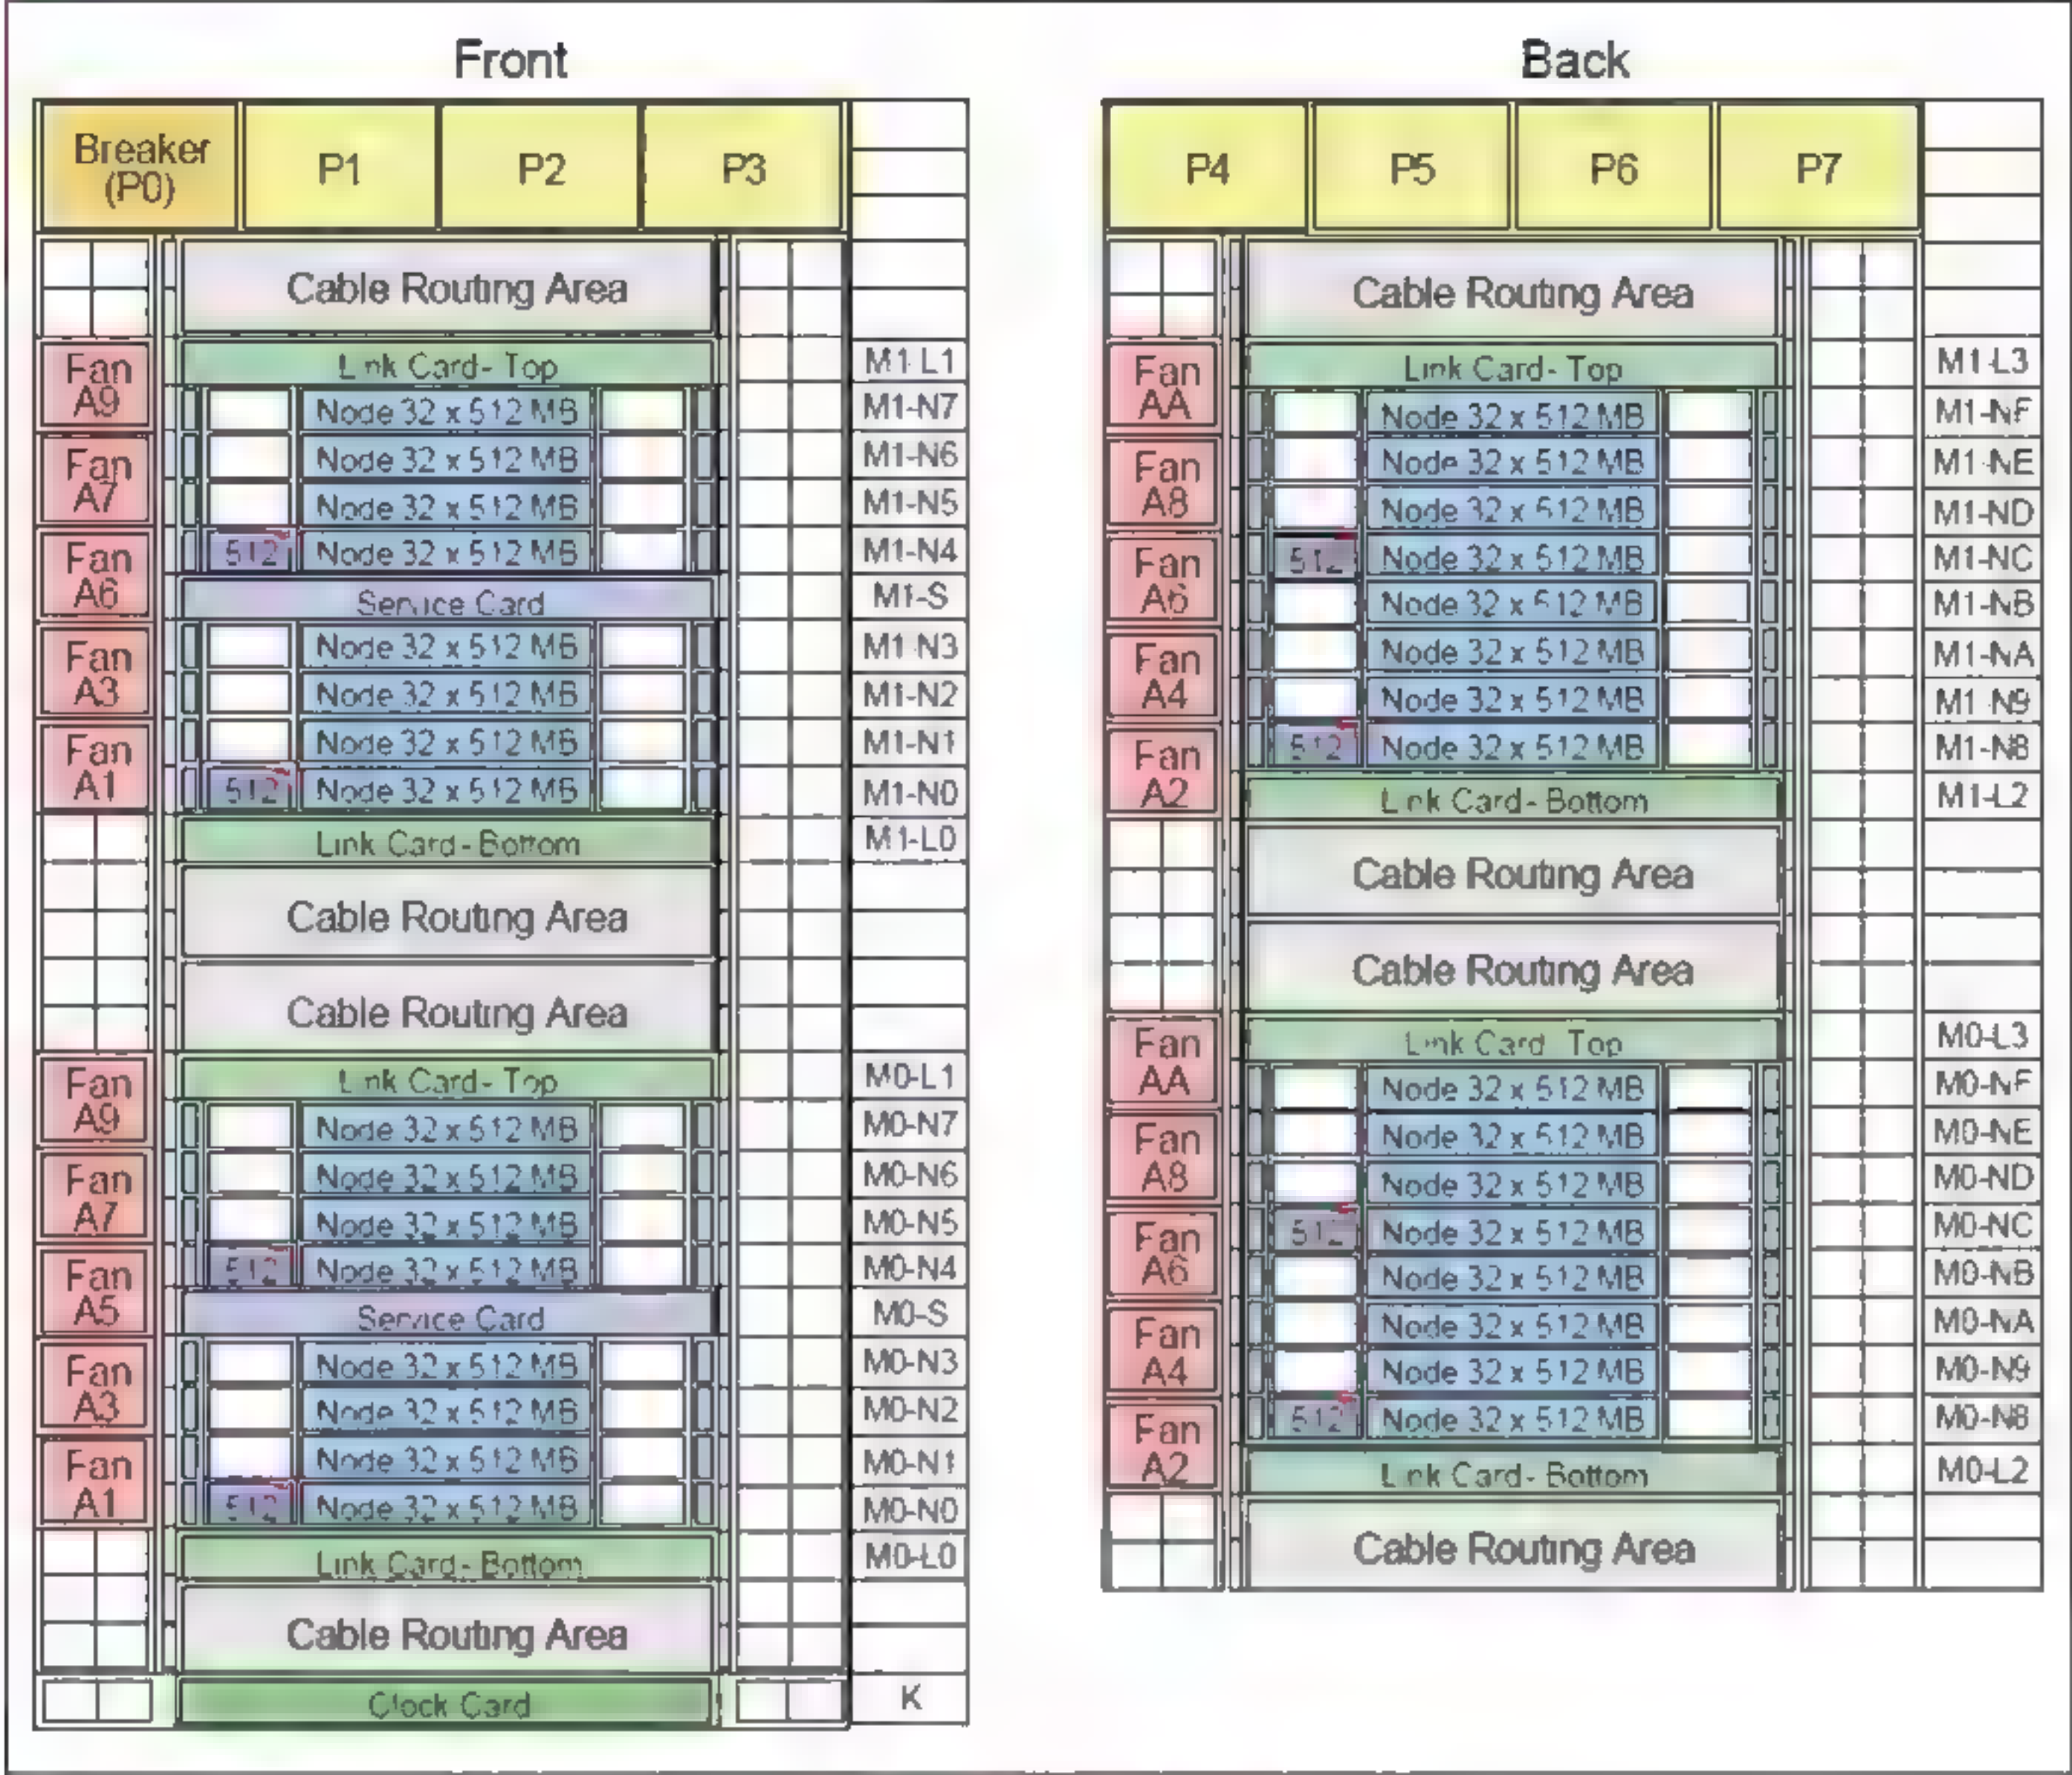 Front
Breaker
(P0)
P1
P2
P3
Cable Routing Area
Fan
A9
Link Card- Top
M1-L1
Node 32 x 512 MB
M1-N7
Fan
A7
Node 32 x 512 MB
M1-N6
Node 32 x 512 MB
M1-N5
Fan
A6
512
Node 32 x 512 MB
M1-N4
Service Card
M1-S
Fan
A3
Node 32 x 512 MB
M1-N3
Node 32 x 512 MB
M1-N2
Fan
A1
Node 32 x 512 MB
M1-N1
512
Node 32 x 512 MB
M1-N0
Link Card- Bottom
M1-L0
Cable Routing Area
Cable Routing Area
Fan
A9
Link Card- Top
M0-L1
Node 32 x 512 MB
M0-N7
Fan
A7
Node 32 x 512 MB
M0-N6
Node 32 x 512 MB
M0-N5
Fan
A5
512
Node 32 x 512 MB
M0-N4
Service Card
M0-S
Fan
A3
Node 32 x 512 MB
M0-N3
Node 32 x 512 MB
M0-N2
Fan
A1
Node 32 x 512 MB
M0-N1
512
Node 32 x 512 MB
M0-N0
Link Card- Bottom
M0-L0
Cable Routing Area
Clock Card
K
Back
P4
P5
P6
P7
Cable Routing Area
Fan
AA
Link Card- Top
M1-L3
Node 32 x 512 MB
M1-NF
Fan
A8
Node 32 x 512 MB
M1-NE
Node 32 x 512 MB
M1-ND
Fan
A6
512
Node 32 x 512 MB
M1-NC
Node 32 x 512 MB
M1-NB
Fan
A4
Node 32 x 512 MB
M1-NA
Node 32 x 512 MB
M1-N9
Fan
A2
512
Node 32 x 512 MB
M1-N8
Link Card- Bottom
M1-L2
Cable Routing Area
Cable Routing Area
Fan
AA
Link Card- Top
M0-L3
Node 32 x 512 MB
M0-NF
Fan
A8
Node 32 x 512 MB
M0-NE
Node 32 x 512 MB
M0-ND
Fan
A6
512
Node 32 x 512 MB
M0-NC
Node 32 x 512 MB
M0-NB
Fan
A4
Node 32 x 512 MB
M0-NA
Node 32 x 512 MB
M0-N9
Fan
A2
512
Node 32 x 512 MB
M0-N8
Link Card- Bottom
M0-L2
Cable Routing Area